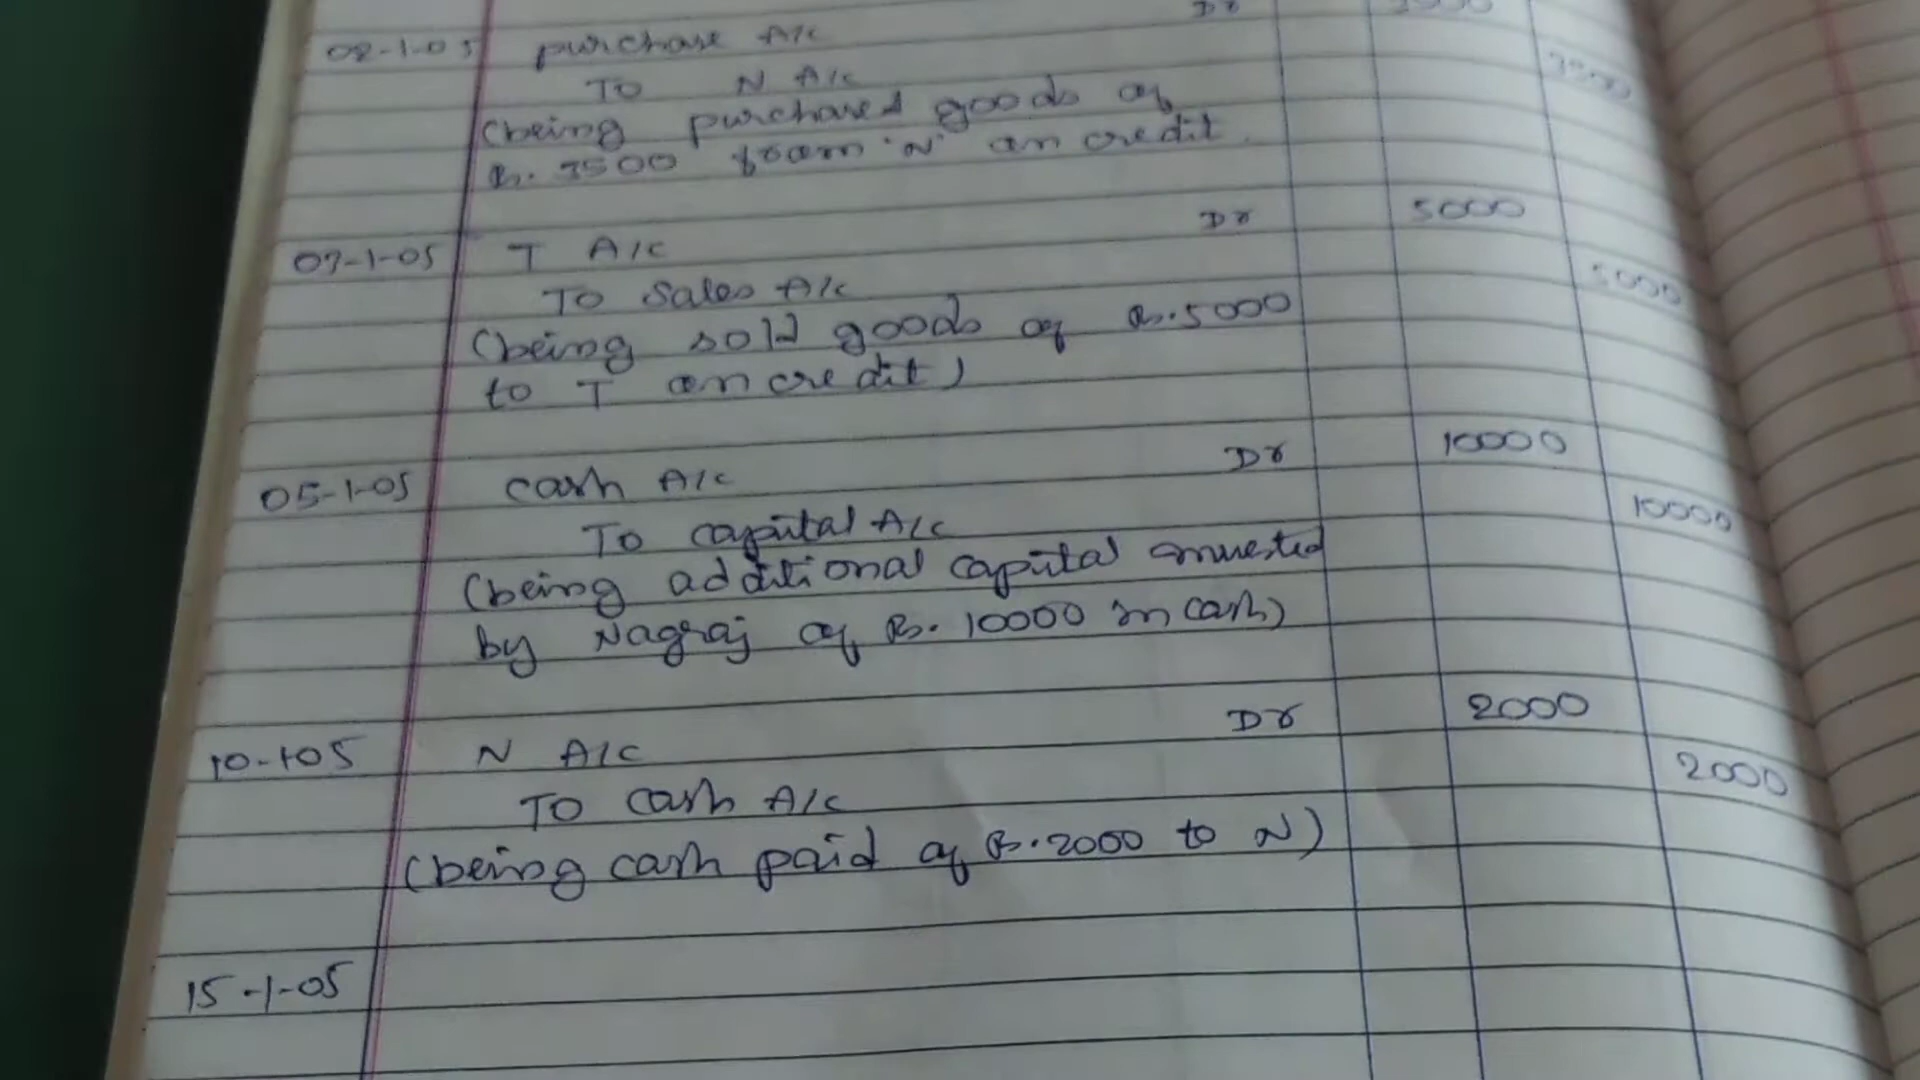 02-1-05 purchase A/c Dr
To N A/c 3500
(being purchased goods of
Rs. 3500 from "N" on credit
07-1-05 T A/c Dr 5000
To Sales A/c 5000
(being sold goods of Rs.5000
to T on credit)
05-1-05 cash A/c Dr 10000
To capital A/c 10000
(being additional capital invested
by Nagraj of Rs. 10000 in cash)
10-1-05 N A/c Dr 2000
To cash A/c 2000
(being cash paid of Rs.2000 to N)
15-1-05